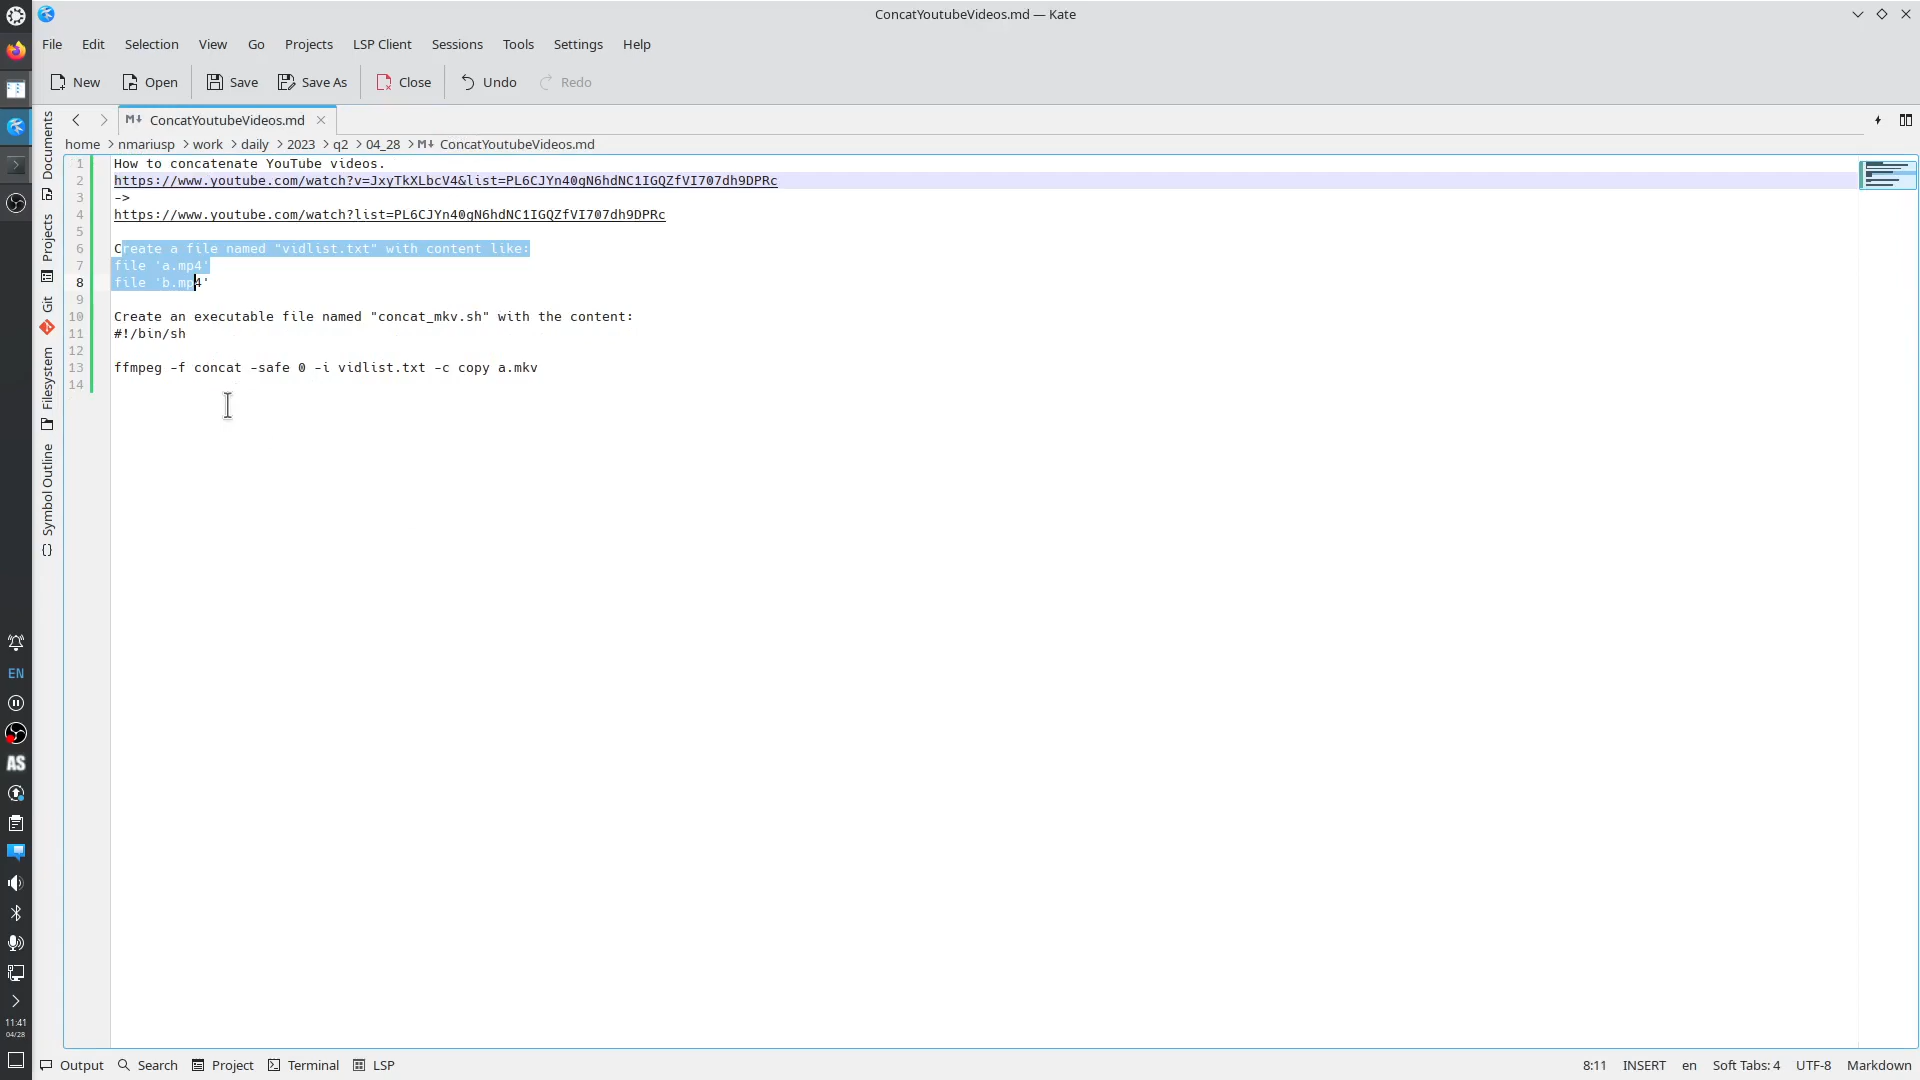 ConcatYoutubeVideos.md — Kate
File Edit Selection View Go Projects LSP Client Sessions Tools Settings Help
New Open Save Save As Close Undo Redo
ConcatYoutubeVideos.md
home > nmariusp > work > daily > 2023 > q2 > 04_28 > ConcatYoutubeVideos.md
Documents
Projects
Git
Filesystem
Symbol Outline
1 How to concatenate YouTube videos.
2 https://www.youtube.com/watch?v=JxyTkXLbcV4&list=PL6CJYn40gN6hdNC1IGQZfVI707dh9DPRc
3 ->
4 https://www.youtube.com/watch?list=PL6CJYn40gN6hdNC1IGQZfVI707dh9DPRc
5
6 Create a file named "vidlist.txt" with content like:
7 file 'a.mp4'
8 file 'b.mp4'
9
10 Create an executable file named "concat_mkv.sh" with the content:
11 #!/bin/sh
12
13 ffmpeg -f concat -safe 0 -i vidlist.txt -c copy a.mkv
14
EN
AS
11:41
04/28
Output Search Project Terminal LSP
8:11 INSERT en Soft Tabs: 4 UTF-8 Markdown